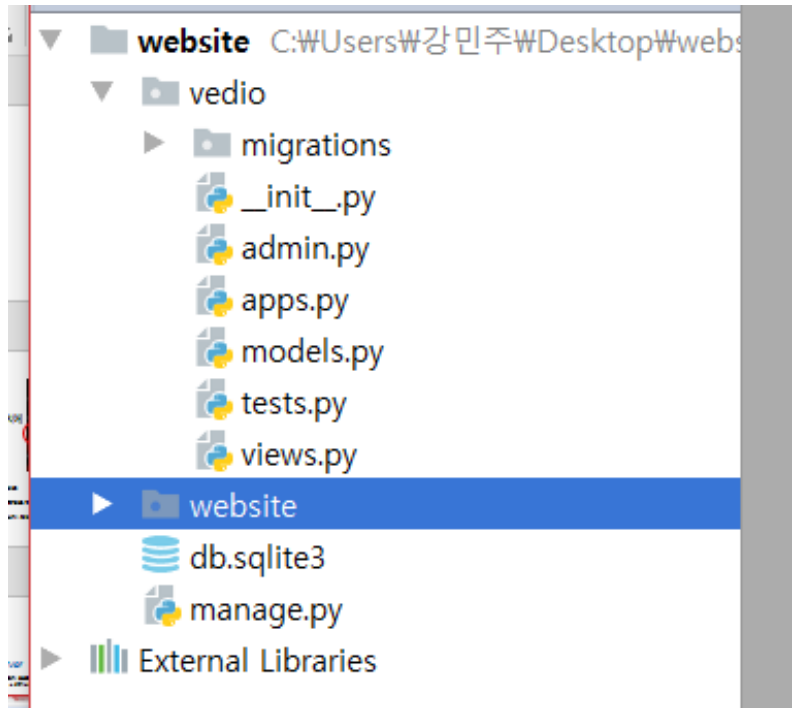 website C:₩Users₩강민주₩Desktop₩webs
vedio
migrations
__init__.py
admin.py
apps.py
models.py
tests.py
views.py
website
db.sqlite3
manage.py
External Libraries